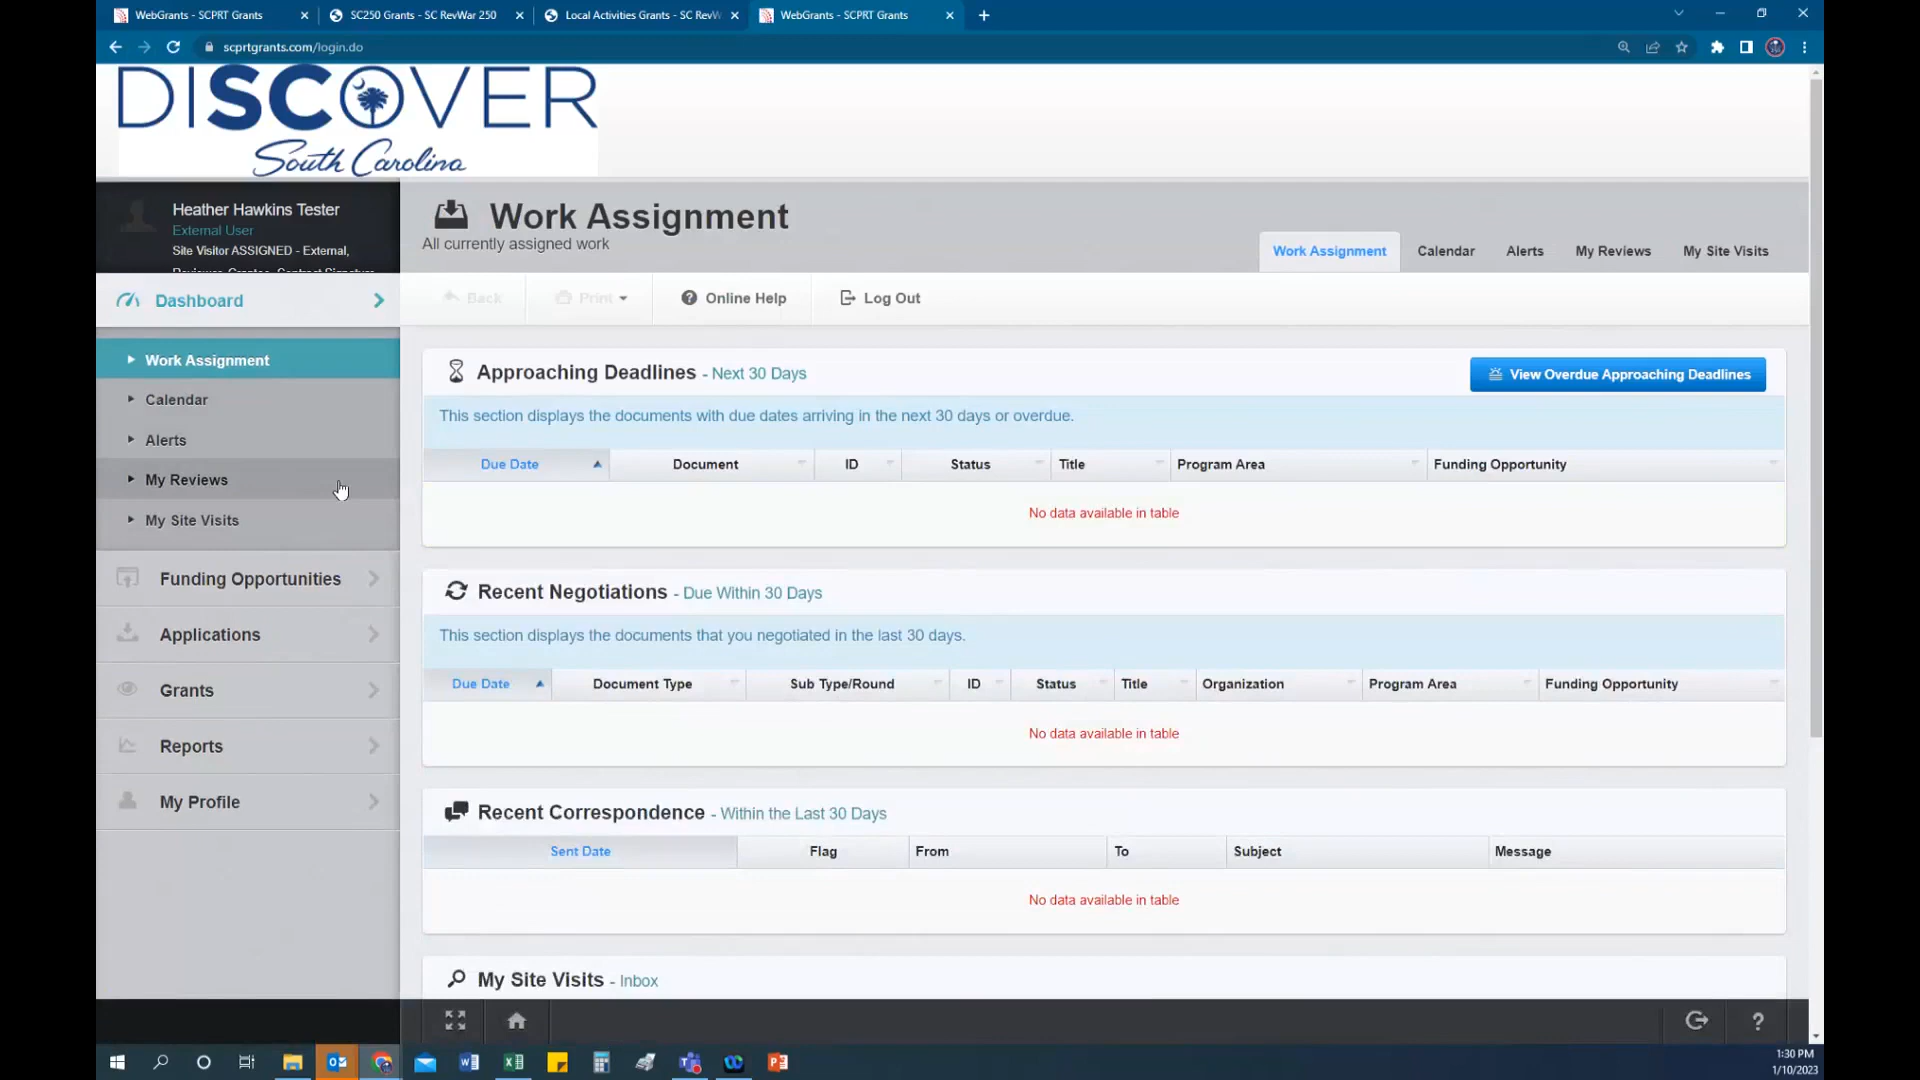 WebGrants - SCPRT Grants
SC250 Grants - SC RevWar 250
Local Activities Grants - SC RevW
WebGrants - SCPRT Grants
scprtgrants.com/login.do
DISCOVER
South Carolina
Heather Hawkins Tester
External User
Site Visitor ASSIGNED - External,
Reviewer, Grantee, Contract Signature
Work Assignment
All currently assigned work
Work Assignment
Calendar
Alerts
My Reviews
My Site Visits
Dashboard
Back
Print
Online Help
Log Out
Work Assignment
Calendar
Alerts
My Reviews
My Site Visits
Funding Opportunities
Applications
Grants
Reports
My Profile
Approaching Deadlines - Next 30 Days
View Overdue Approaching Deadlines
This section displays the documents with due dates arriving in the next 30 days or overdue.
Due Date Document ID Status Title Program Area Funding Opportunity
No data available in table
Recent Negotiations - Due Within 30 Days
This section displays the documents that you negotiated in the last 30 days.
Due Date Document Type Sub Type/Round ID Status Title Organization Program Area Funding Opportunity
No data available in table
Recent Correspondence - Within the Last 30 Days
Sent Date Flag From To Subject Message
No data available in table
My Site Visits - Inbox
1:30 PM
1/10/2023